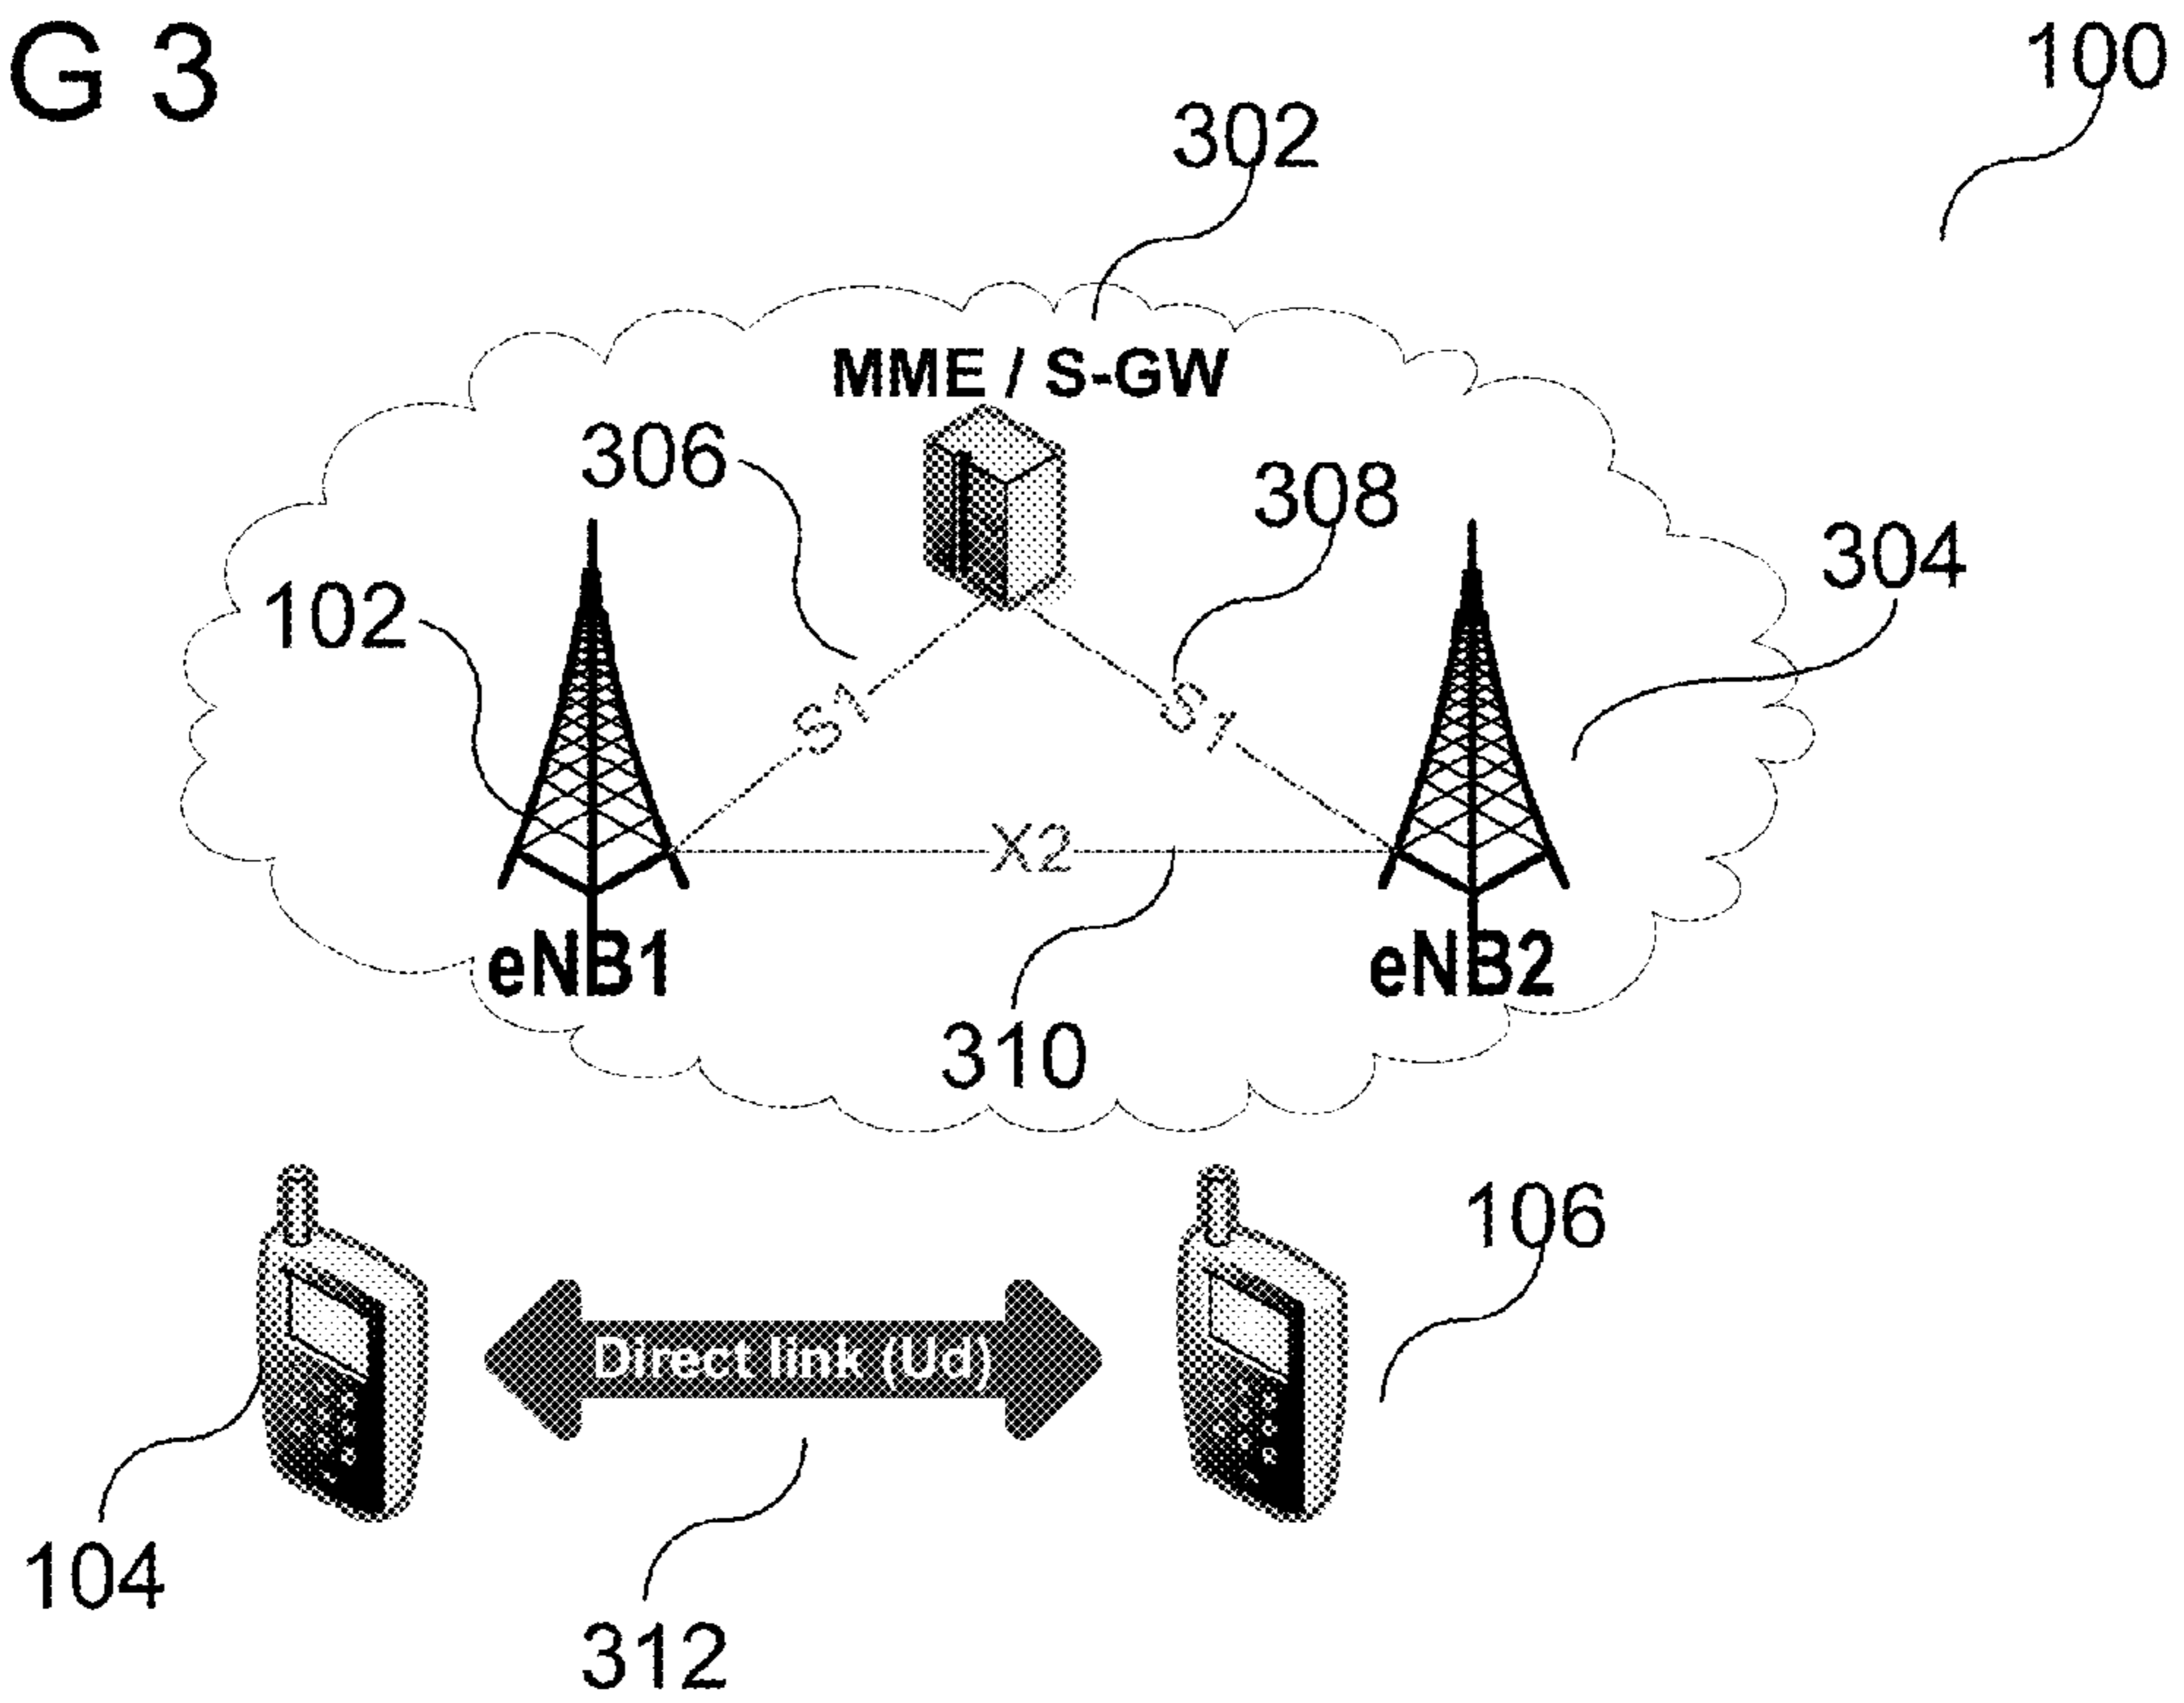 G 3
100
302
MME / S-GW
306
308
304
102
S1
S1
X2
eNB1
eNB2
310
106
Direct link (Ud)
104
312